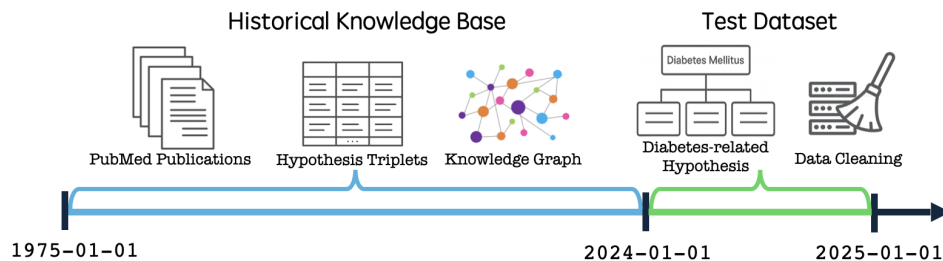 Historical Knowledge Base
Test Dataset
Diabetes Mellitus
PubMed Publications
Hypothesis Triplets
Knowledge Graph
Diabetes-related
Hypothesis
Data Cleaning
1975-01-01
2024-01-01
2025-01-01